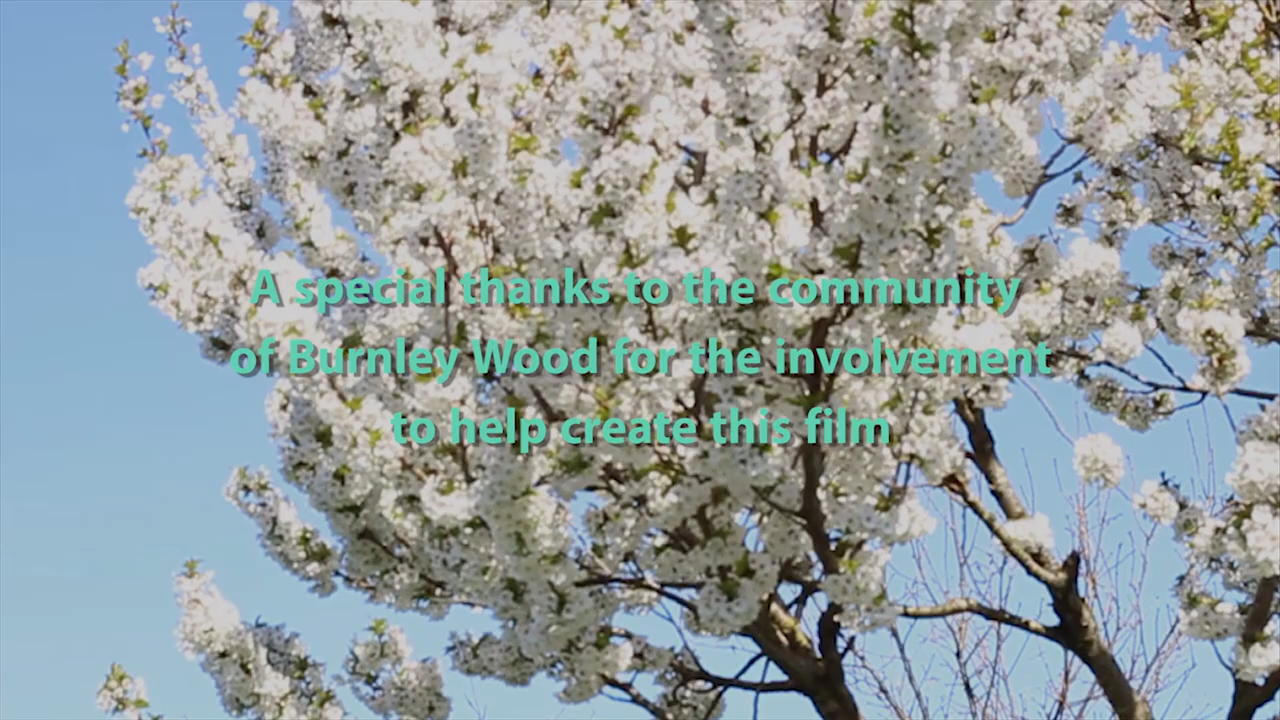 A special thanks to the community
of Burnley Wood for the involvement
to help create this film